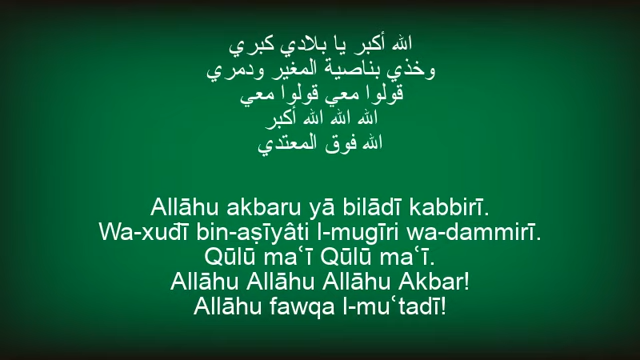 الله أكبر يا بلادي كبري
وخذي بناصية المغير ودمري
قولوا معي قولوا معي
الله الله الله أكبر
الله فوق المعتدي
Allāhu akbaru yā bilādī kabbirī.
Wa-xuđī bin-aṣīyâti l-mugīri wa-dammirī.
Qūlū maʿī Qūlū maʿī.
Allāhu Allāhu Allāhu Akbar!
Allāhu fawqa l-muʿtadī!